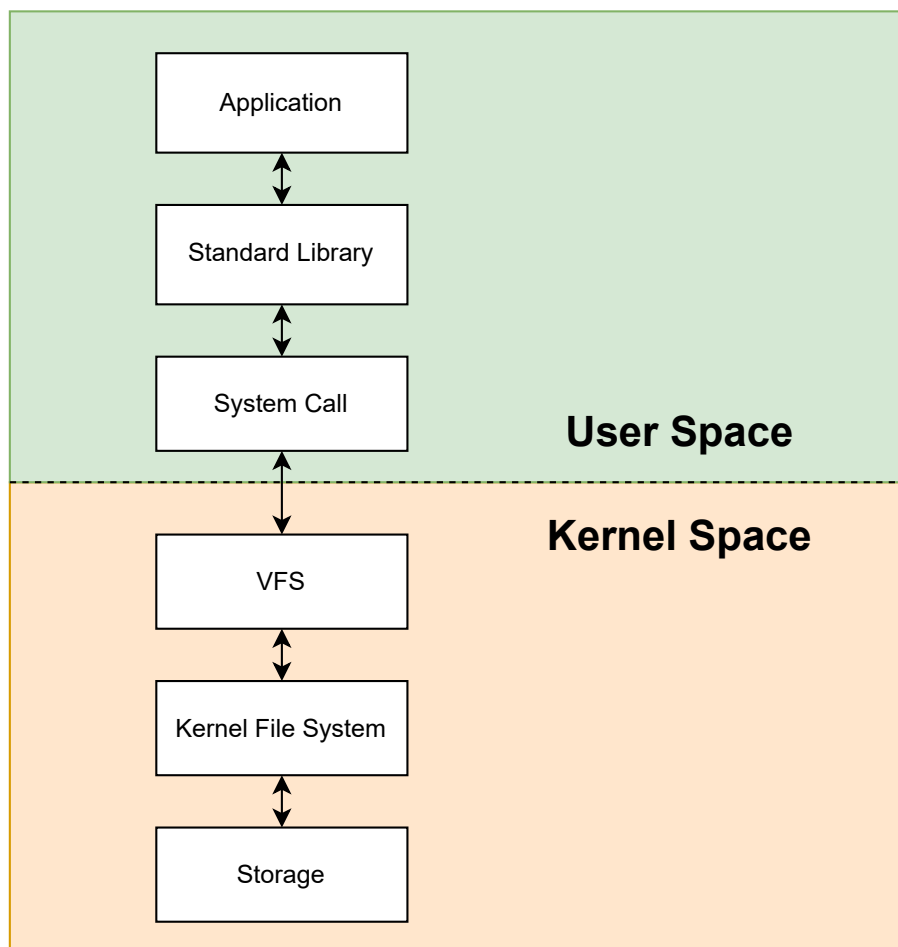 Application
Standard Library
System Call
User Space
Kernel Space
VFS
Kernel File System
Storage